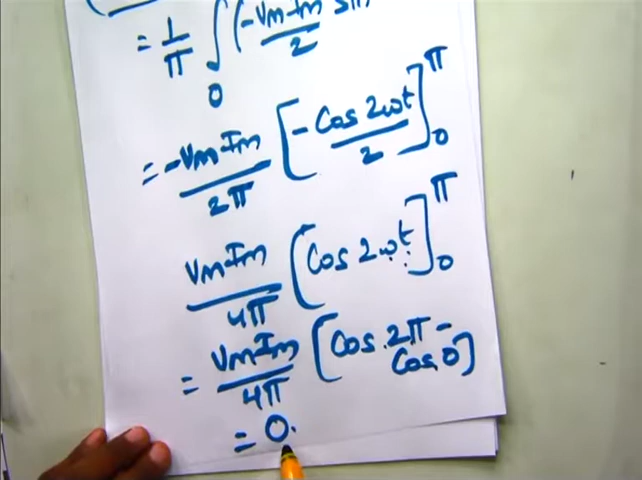 = 1/π ∫₀ (-VmIm/2 sin
= -VmIm/2π [-Cos 2ωt/2]₀^π
VmIm/4π [Cos 2ωt]₀^π
= VmIm/4π [Cos 2π -
Cos 0]
= 0.